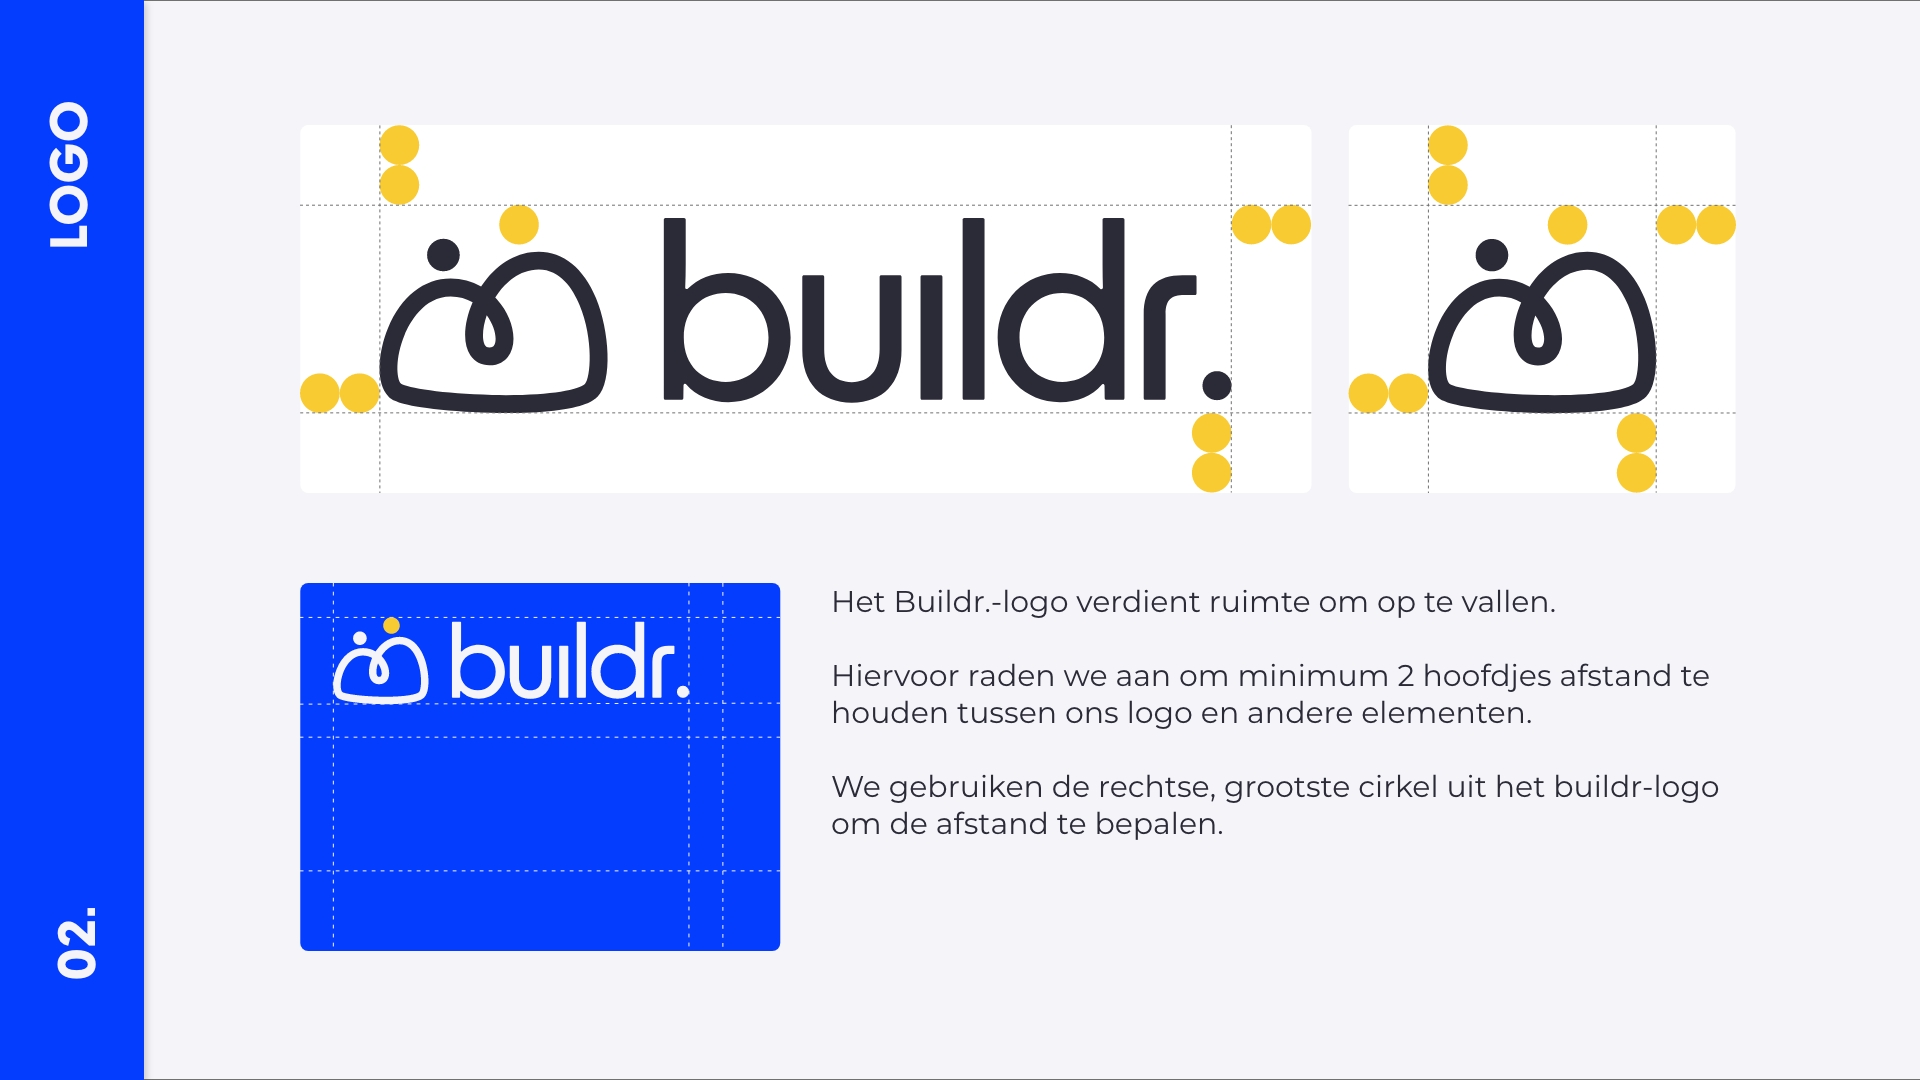 LOGO
buildr.
buildr.
Het Buildr.-logo verdient ruimte om op te vallen.
Hiervoor raden we aan om minimum 2 hoofdjes afstand te
houden tussen ons logo en andere elementen.
We gebruiken de rechtse, grootste cirkel uit het buildr-logo
om de afstand te bepalen.
02.